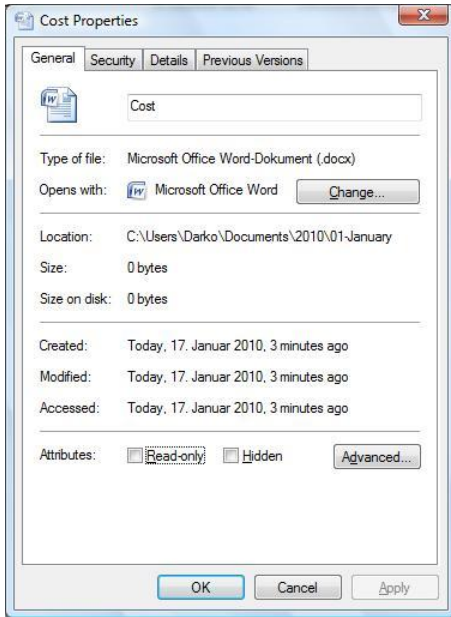 Cost Properties
General Security Details Previous Versions
Cost
Type of file: Microsoft Office Word-Dokument (.docx)
Opens with: Microsoft Office Word Change...
Location: C:\Users\Darko\Documents\2010\01-January
Size: 0 bytes
Size on disk: 0 bytes
Created: Today, 17. Januar 2010, 3 minutes ago
Modified: Today, 17. Januar 2010, 3 minutes ago
Accessed: Today, 17. Januar 2010, 3 minutes ago
Attributes: Read-only Hidden Advanced...
OK Cancel Apply